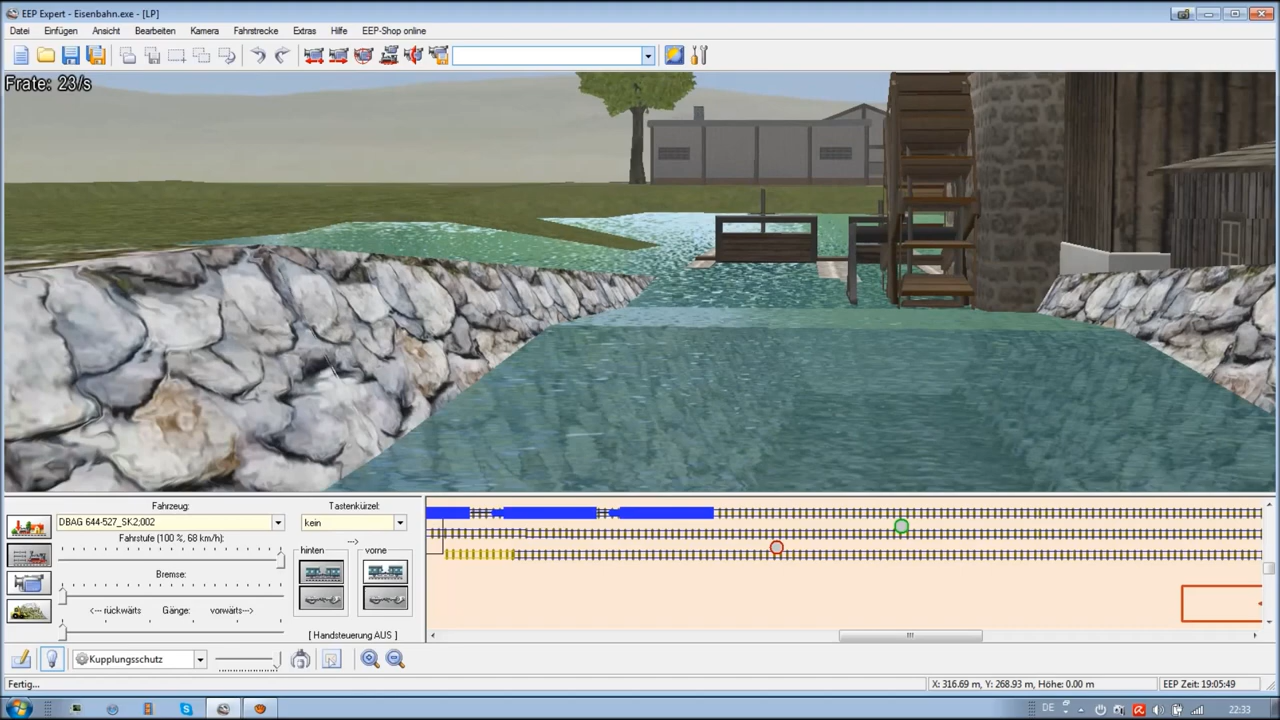 EEP Expert - Eisenbahn.exe - [LP]
Datei Einfügen Ansicht Bearbeiten Kamera Fahrstrecke Extras Hilfe EEP-Shop online
Frate: 23/s
Fahrzeug:
DBAG 644-527_SK2;002
Tastenkürzel:
kein
Fahrstufe (100 %, 68 km/h):
--->
hinten
vorne
Bremse:
<--- rückwärts Gänge: vorwärts--->
[ Handsteuerung AUS ]
Kupplungsschutz
Fertig...
X: 316.69 m, Y: 268.93 m, Höhe: 0.00 m
EEP Zeit: 19:05:49
DE
22:33